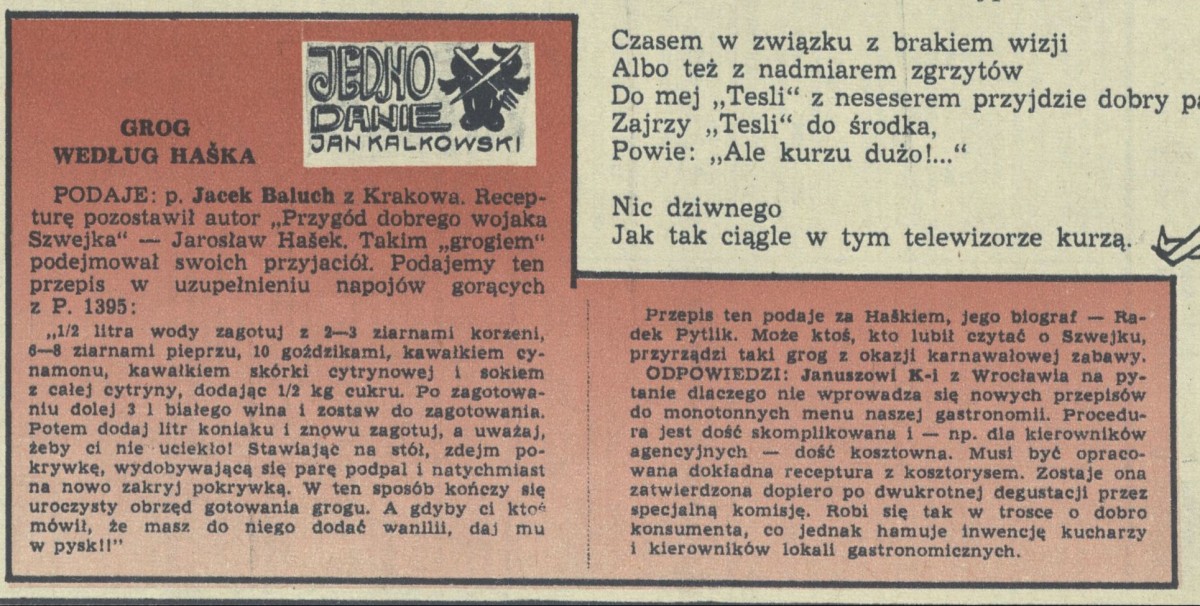 JEDNO
DANIE
JAN KALKOWSKI
GROG
WEDŁUG HAŠKA
PODAJE: p. Jacek Baluch z Krakowa. Recep-
turę pozostawił autor „Przygód dobrego wojaka
Szwejka“ — Jarosław Hašek. Takim „grogiem“
podejmował swoich przyjaciół. Podajemy ten
przepis w uzupełnieniu napojów gorących
z P. 1395:
„1/2 litra wody zagotuj z 2—3 ziarnami korzeni,
6—8 ziarnami pieprzu, 10 goździkami, kawałkiem cy-
namonu, kawałkiem skórki cytrynowej i sokiem
z całej cytryny, dodając 1/2 kg cukru. Po zagotowa-
niu dolej 3 l białego wina i zostaw do zagotowania.
Potem dodaj litr koniaku i znowu zagotuj, a uważaj,
żeby ci nie uciekło! Stawiając na stół, zdejm po-
krywkę, wydobywającą się parę podpal i natychmiast
na nowo zakryj pokrywką. W ten sposób kończy się
uroczysty obrzęd gotowania grogu. A gdyby ci ktoś
mówił, że masz do niego dodać wanilii, daj mu
w pysk!!"
Czasem w związku z brakiem wizji
Albo też z nadmiarem zgrzytów
Do mej „Tesli“ z neseserem przyjdzie dobry
Zajrzy „Tesli“ do środka,
Powie: „Ale kurzu dużo!...“
Nic dziwnego
Jak tak ciągle w tym telewizorze kurzą.
Przepis ten podaje za Haškiem, jego biograf — Ra-
dek Pytlik. Może ktoś, kto lubił czytać o Szwejku,
przyrządzi taki grog z okazji karnawałowej zabawy.
ODPOWIEDZI: Januszowi K-i z Wrocławia na py-
tanie dlaczego nie wprowadza się nowych przepisów
do monotonnych menu naszej gastronomii. Procedu-
ra jest dość skomplikowana i — np. dla kierowników
agencyjnych — dość kosztowna. Musi być opraco-
wana dokładna receptura z kosztorysem. Zostaje ona
zatwierdzona dopiero po dwukrotnej degustacji przez
specjalną komisję. Robi się tak w trosce o dobro
konsumenta, co jednak hamuje inwencję kucharzy
i kierowników lokali gastronomicznych.